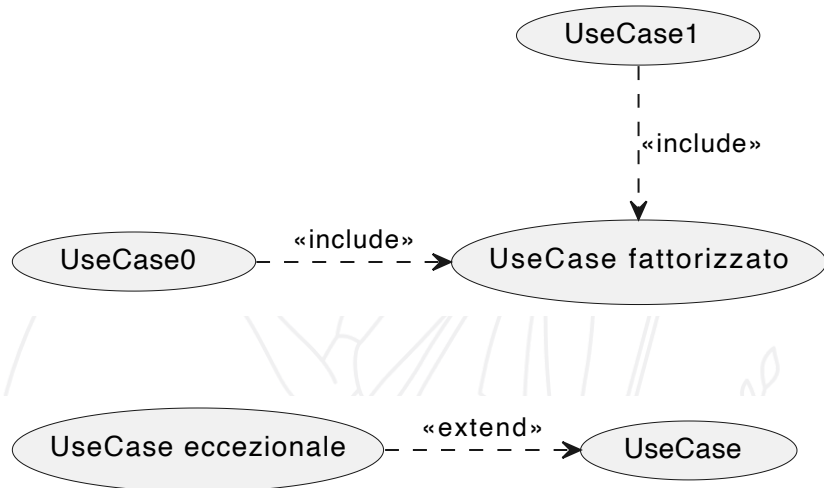 UseCase1
«include»
«include»
UseCase0
UseCase fattorizzato
UseCase eccezionale
«extend»
UseCase